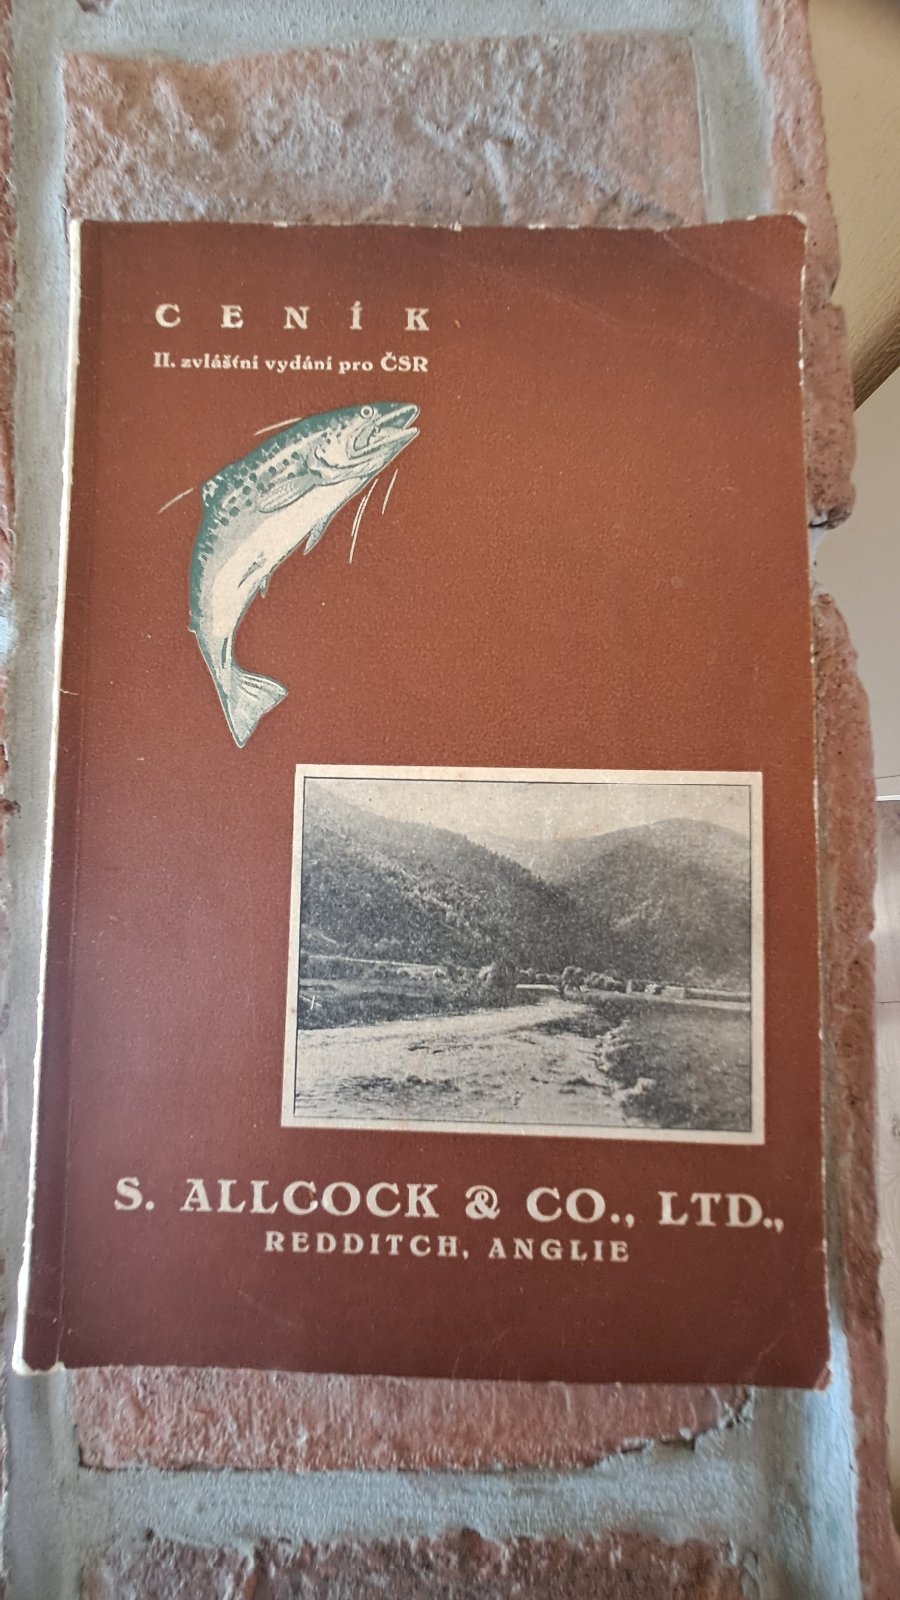 CENÍK
II. zvláštní vydání pro ČSR
S. ALLCOCK & CO., LTD.,
REDDITCH, ANGLIE